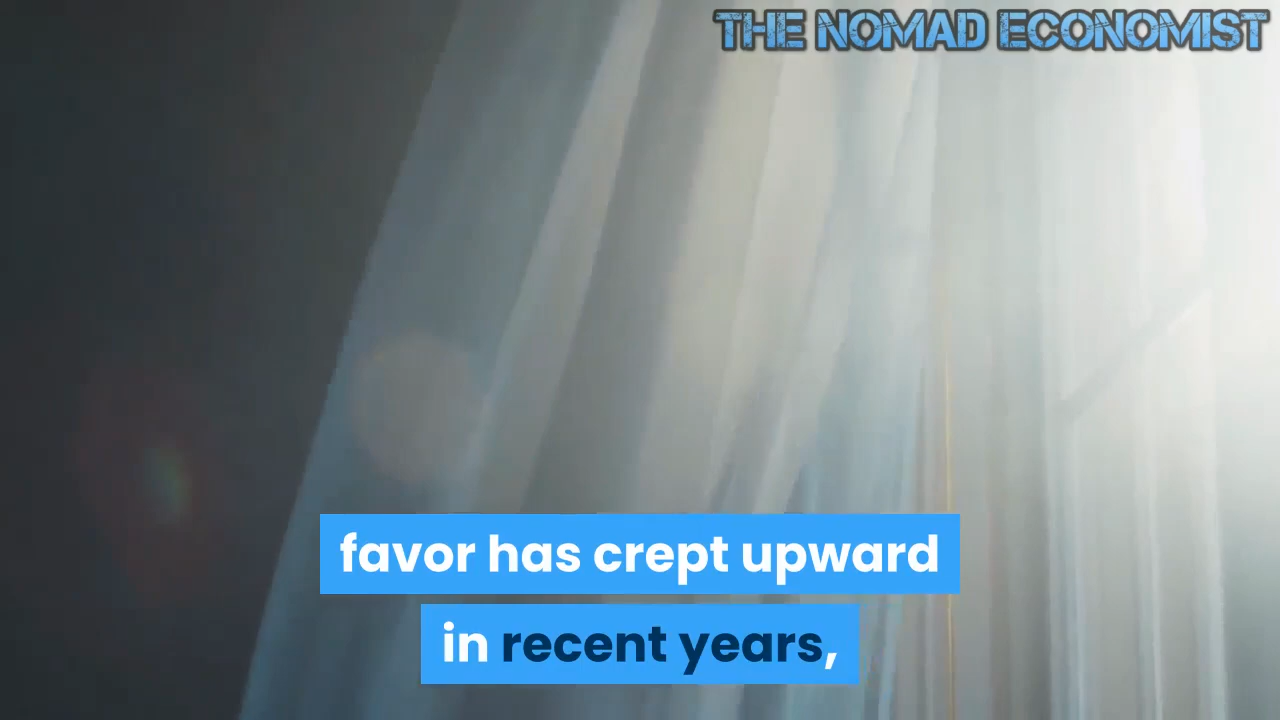 THE NOMAD ECONOMIST
favor has crept upward
in recent years,